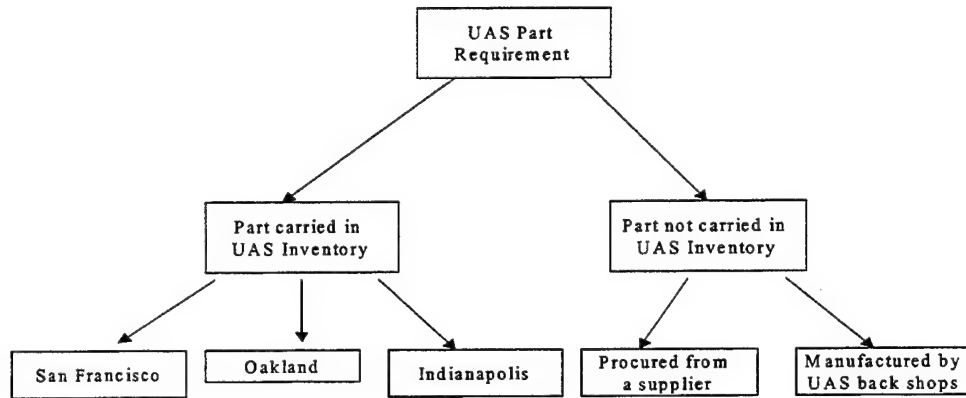 UAS Part
Requirement
Part carried in
UAS Inventory
Part not carried in
UAS Inventory
San Francisco
Oakland
Indianapolis
Procured from
a supplier
Manufactured by
UAS back shops